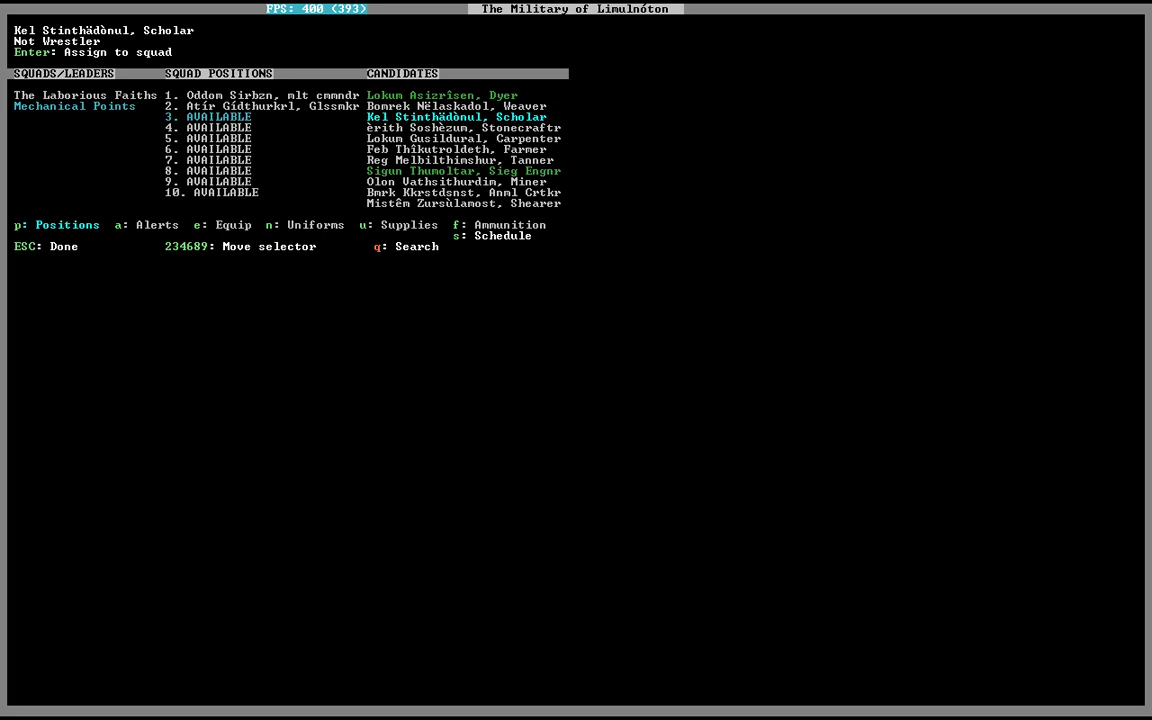 FPS: 400 (393) The Military of Limulnóton
Kel Stinthädònul, Scholar
Not Wrestler
Enter: Assign to squad
SQUADS/LEADERS SQUAD POSITIONS CANDIDATES
The Laborious Faiths 1. Oddom Sirbzn, mlt cmmndr Lokum Asizrîsen, Dyer
Mechanical Points 2. Atír Gídthurkrl, Glssmkr Bomrek Nëlaskadol, Weaver
3. AVAILABLE Kel Stinthädònul, Scholar
4. AVAILABLE èrith Soshèzum, Stonecraftr
5. AVAILABLE Lokum Gusildural, Carpenter
6. AVAILABLE Feb Thîkutroldeth, Farmer
7. AVAILABLE Reg Melbilthimshur, Tanner
8. AVAILABLE Sigun Thumoltar, Sieg Engnr
9. AVAILABLE Olon Vathsithurdim, Miner
10. AVAILABLE Bmrk Kkrstdsnst, Anml Crtkr
Mistêm Zursùlamost, Shearer
p: Positions a: Alerts e: Equip n: Uniforms u: Supplies f: Ammunition
s: Schedule
ESC: Done 234689: Move selector q: Search